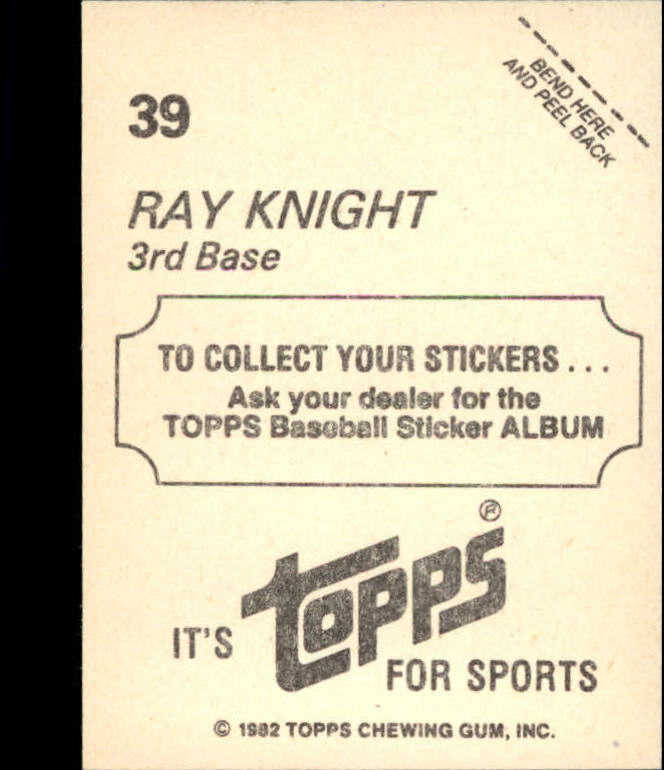 BEND HERE
AND PEEL BACK
39
RAY KNIGHT
3rd Base
TO COLLECT YOUR STICKERS...
Ask your dealer for the
TOPPS Baseball Sticker ALBUM
®
IT'S topps
FOR SPORTS
© 1982 TOPPS CHEWING GUM, INC.